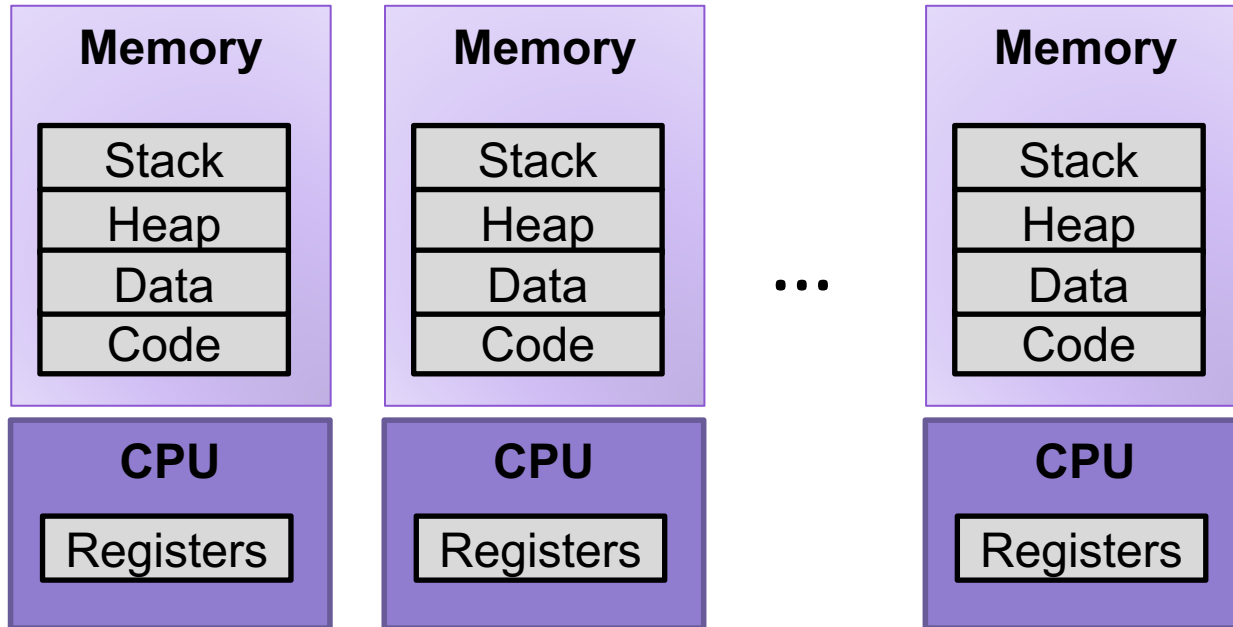 Memory
Stack
Heap
Data
Code
CPU
Registers
Memory
Stack
Heap
Data
Code
CPU
Registers
...
Memory
Stack
Heap
Data
Code
CPU
Registers